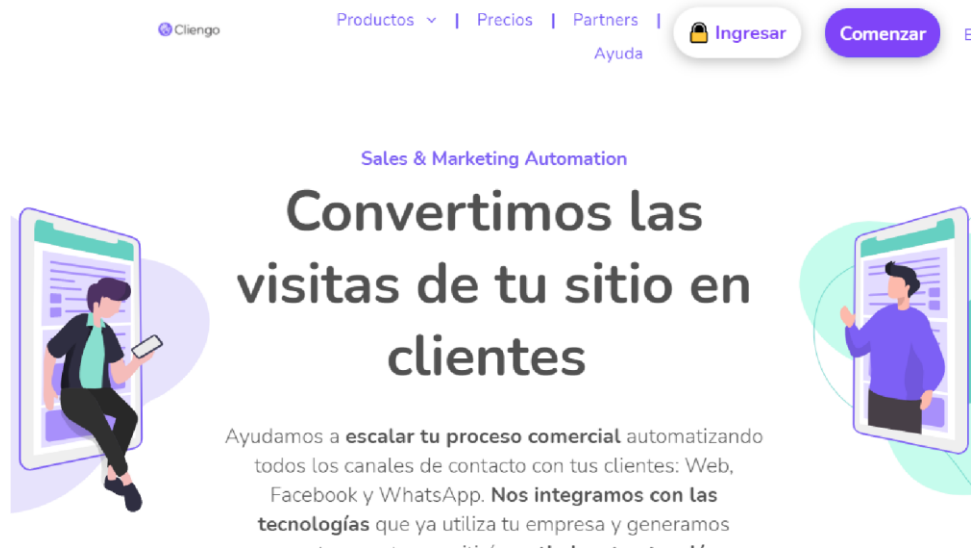 Cliengo
Productos | Precios | Partners |
Ayuda
Ingresar
Comenzar
Sales & Marketing Automation
Convertimos las
visitas de tu sitio en
clientes
Ayudamos a escalar tu proceso comercial automatizando
todos los canales de contacto con tus clientes: Web,
Facebook y WhatsApp. Nos integramos con las
tecnologías que ya utiliza tu empresa y generamos